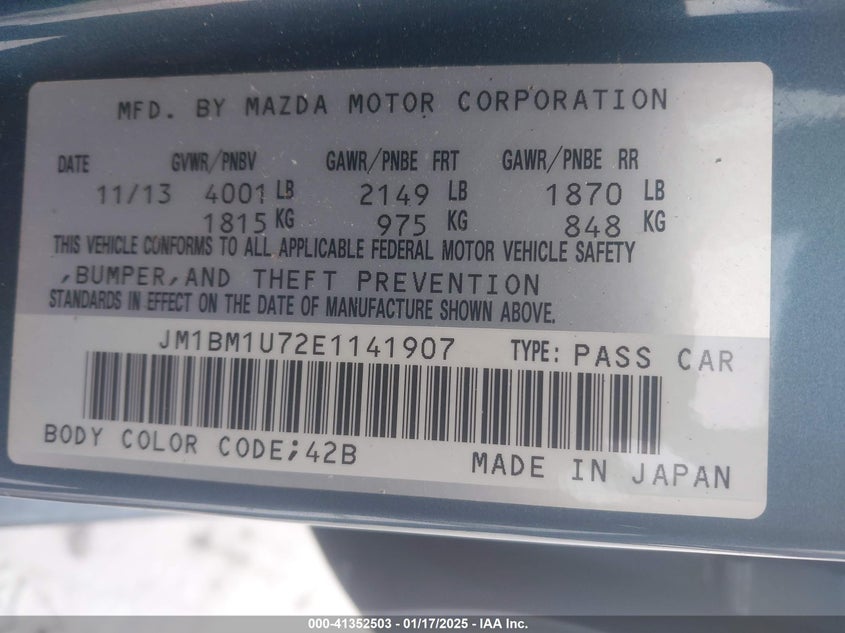 MFD. BY MAZDA MOTOR CORPORATION
DATE GVWR/PNBV GAWR/PNBE FRT GAWR/PNBE RR
11/13 4001 LB 2149 LB 1870 LB
1815 KG 975 KG 848 KG
THIS VEHICLE CONFORMS TO ALL APPLICABLE FEDERAL MOTOR VEHICLE SAFETY
,BUMPER,AND THEFT PREVENTION
STANDARDS IN EFFECT ON THE DATE OF MANUFACTURE SHOWN ABOVE.
JM1BM1U72E1141907 TYPE: PASS CAR
BODY COLOR CODE;42B
MADE IN JAPAN
000-41352503 - 01/17/2025 - IAA Inc.